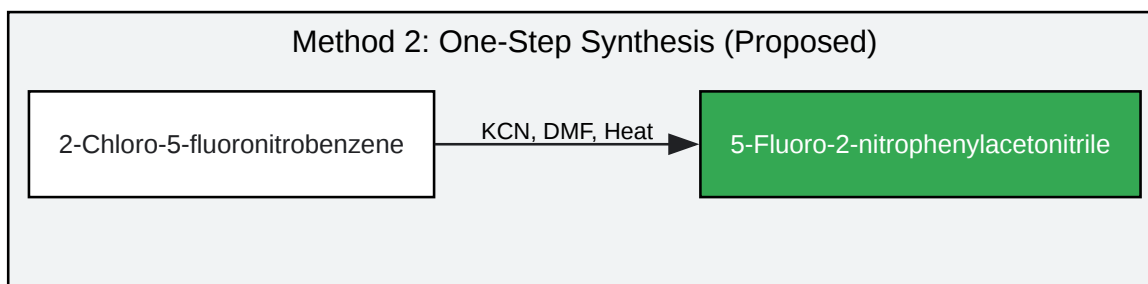 Method 2: One-Step Synthesis (Proposed)
2-Chloro-5-fluoronitrobenzene
KCN, DMF, Heat
5-Fluoro-2-nitrophenylacetonitrile